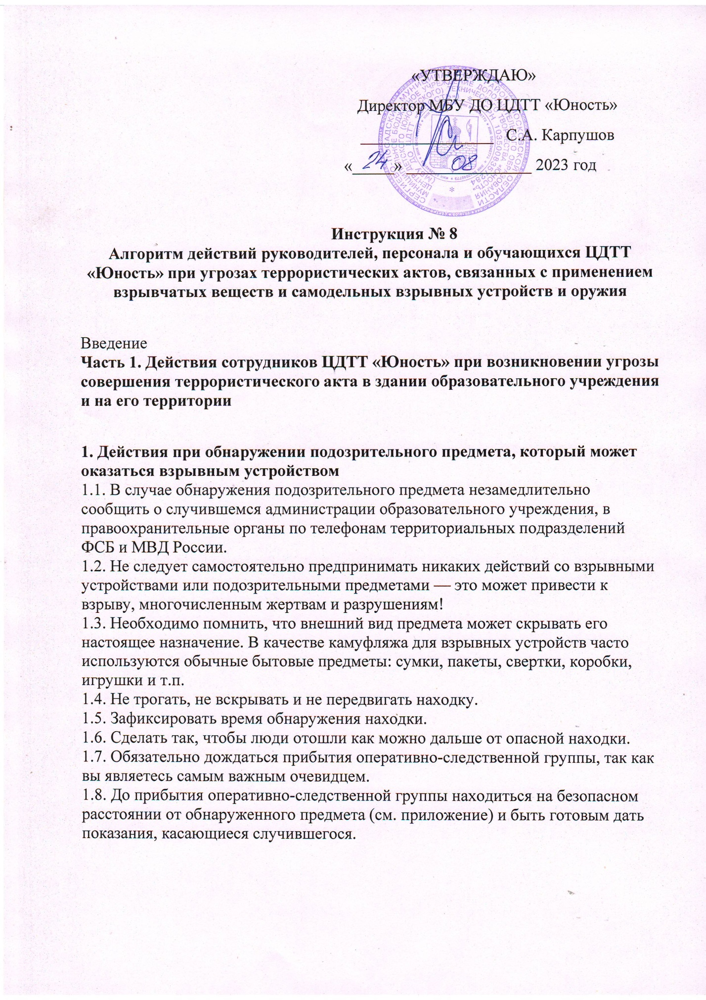 «УТВЕРЖДАЮ»
Директор МБУ ДО ЦДТТ «Юность»
С.А. Карпушов
«24» 08 2023 год
Инструкция № 8
Алгоритм действий руководителей, персонала и обучающихся ЦДТТ
«Юность» при угрозах террористических актов, связанных с применением
взрывчатых веществ и самодельных взрывных устройств и оружия
Введение
Часть 1. Действия сотрудников ЦДТТ «Юность» при возникновении угрозы
совершения террористического акта в здании образовательного учреждения
и на его территории
1. Действия при обнаружении подозрительного предмета, который может
оказаться взрывным устройством
1.1. В случае обнаружения подозрительного предмета незамедлительно
сообщить о случившемся администрации образовательного учреждения, в
правоохранительные органы по телефонам территориальных подразделений
ФСБ и МВД России.
1.2. Не следует самостоятельно предпринимать никаких действий со взрывными
устройствами или подозрительными предметами — это может привести к
взрыву, многочисленным жертвам и разрушениям!
1.3. Необходимо помнить, что внешний вид предмета может скрывать его
настоящее назначение. В качестве камуфляжа для взрывных устройств часто
используются обычные бытовые предметы: сумки, пакеты, свертки, коробки,
игрушки и т.п.
1.4. Не трогать, не вскрывать и не передвигать находку.
1.5. Зафиксировать время обнаружения находки.
1.6. Сделать так, чтобы люди отошли как можно дальше от опасной находки.
1.7. Обязательно дождаться прибытия оперативно-следственной группы, так как
вы являетесь самым важным очевидцем.
1.8. До прибытия оперативно-следственной группы находиться на безопасном
расстоянии от обнаруженного предмета (см. приложение) и быть готовым дать
показания, касающиеся случившегося.